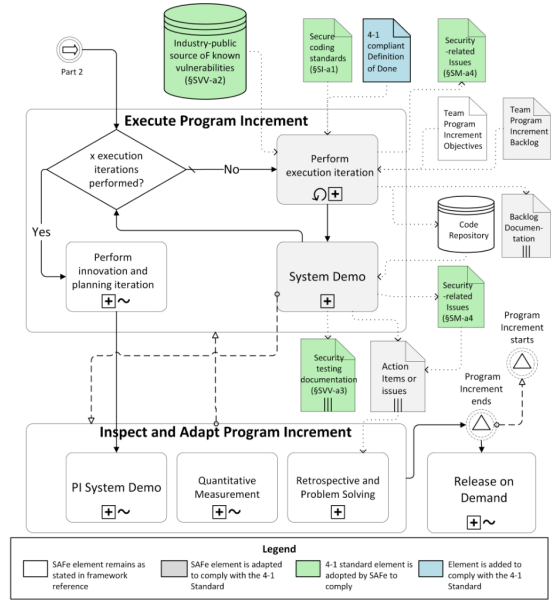 Industry-public
source of known
vulnerabilities
(§SVV-a2)
Secure
coding
standards
(§SI-a1)
4-1
compliant
Definition
of Done
Security
-related
Issues
(§SM-a4)
Part 2
Team
Program
Increment
Objectives
Team
Program
Increment
Backlog
Execute Program Increment
x execution
iterations
performed?
No
Perform
execution iteration
Yes
Code
Repository
Backlog
Documen-
tation
Perform
innovation and
planning iteration
System Demo
Security
-related
Issues
(§SM-a4
Program
Increment
starts
Security
testing
documentation
(§SVV-a3)
Action
Items or
issues
Program
Increment
ends
Inspect and Adapt Program Increment
PI System Demo
Quantitative
Measurement
Retrospective and
Problem Solving
Release on
Demand
Legend
SAFe element remains as
stated in framework
reference
SAFe element is adapted
to comply with the 4-1
Standard
4-1 standard element is
adopted by SAFe to
comply
Element is added to
comply with the 4-1
Standard